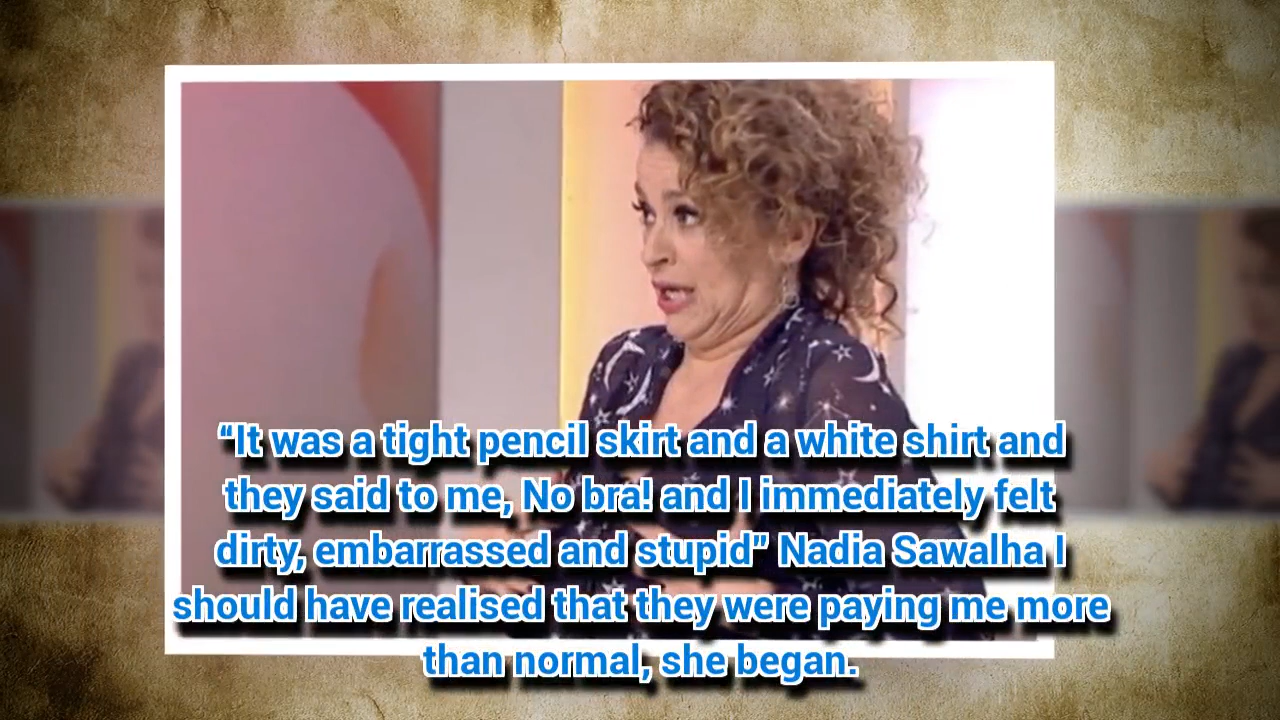 “It was a tight pencil skirt and a white shirt and
they said to me, No bra! and I immediately felt
dirty, embarrassed and stupid” Nadia Sawalha I
should have realised that they were paying me more
than normal, she began.